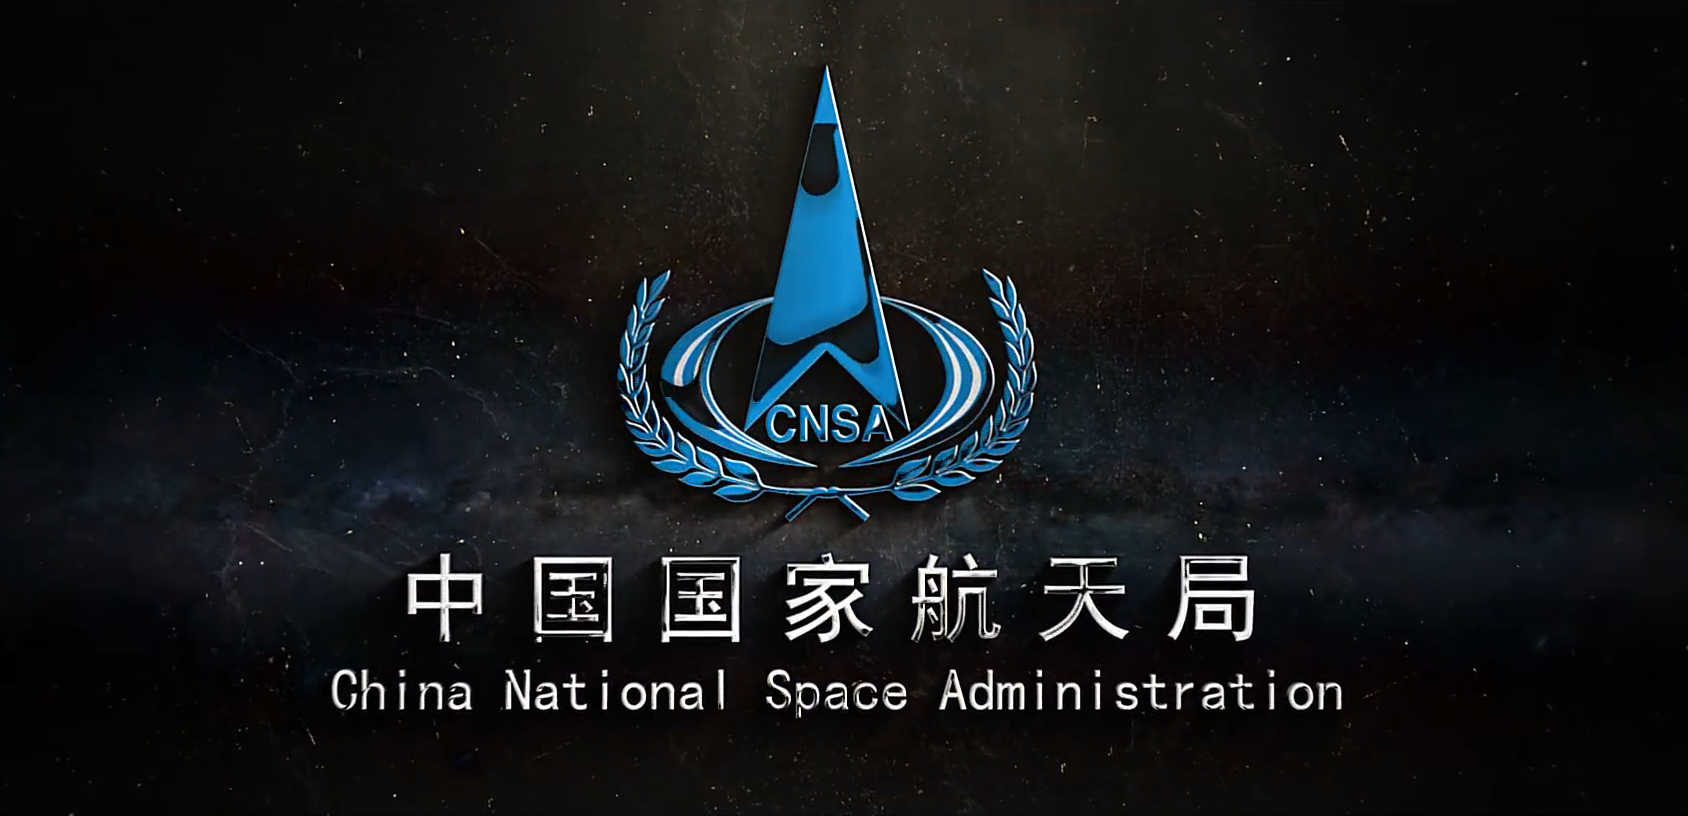 CNSA
中国国家航天局
China National Space Administration